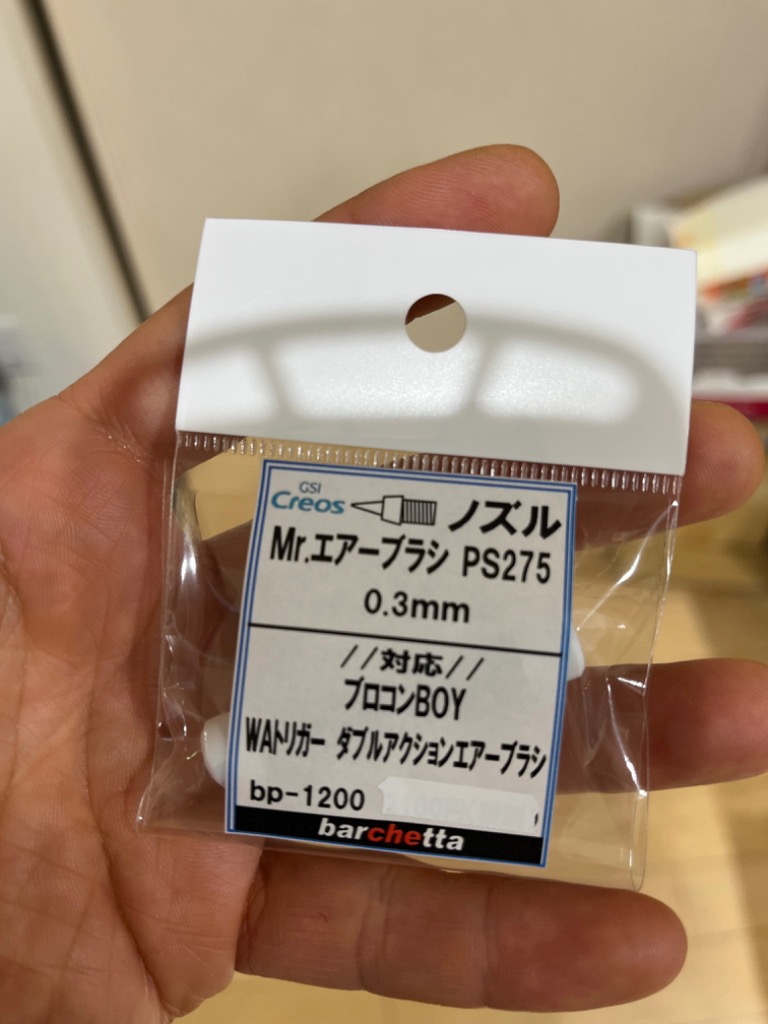 GSI
Creos ノズル
Mr.エアーブラシ PS275
0.3mm
//対応//
プロコンBOY
WAトリガー ダブルアクションエアーブラシ
bp-1200
barchetta